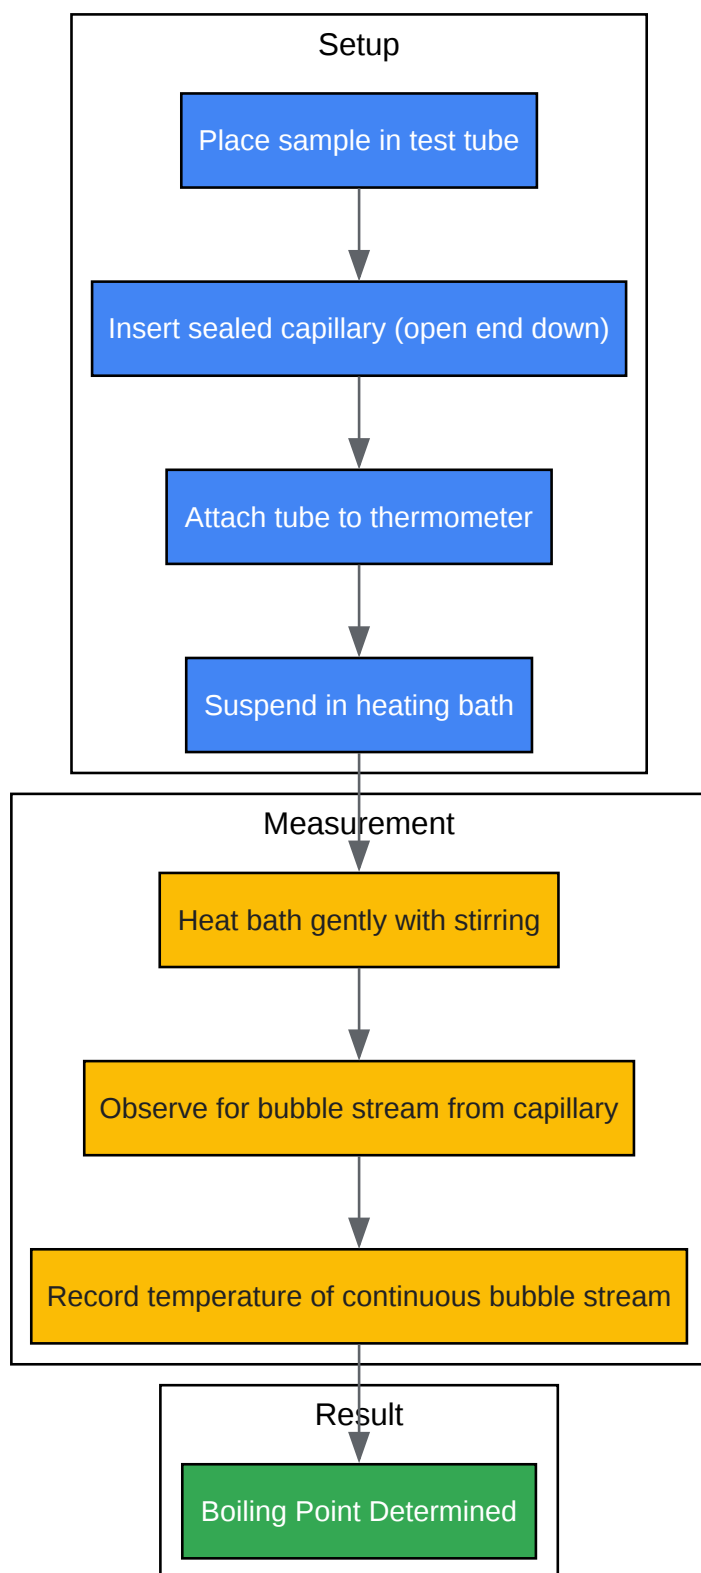 Setup
Place sample in test tube
Insert sealed capillary (open end down)
Attach tube to thermometer
Suspend in heating bath
Measurement
Heat bath gently with stirring
Observe for bubble stream from capillary
Record temperature of continuous bubble stream
Result
Boiling Point Determined